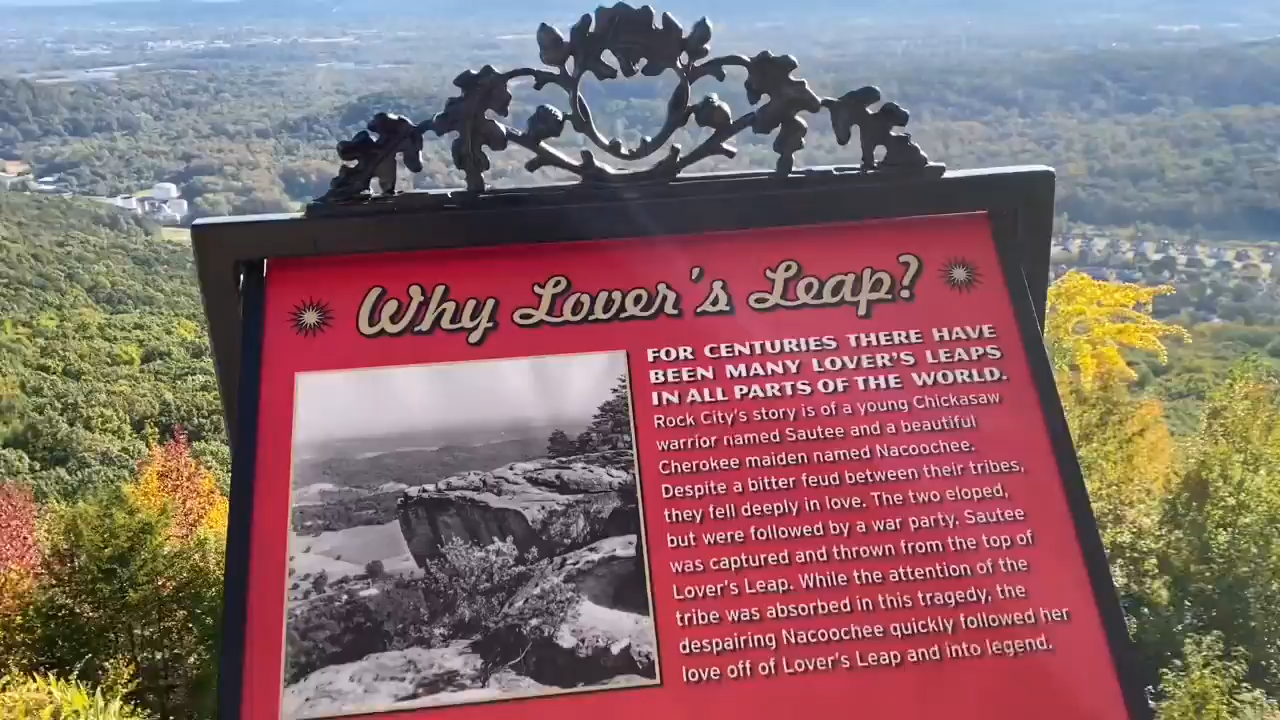 Why Lover's Leap?
FOR CENTURIES THERE HAVE
BEEN MANY LOVER'S LEAPS
IN ALL PARTS OF THE WORLD.
Rock City's story is of a young Chickasaw
warrior named Sautee and a beautiful
Cherokee maiden named Nacoochee.
Despite a bitter feud between their tribes,
they fell deeply in love. The two eloped,
but were followed by a war party. Sautee
was captured and thrown from the top of
Lover's Leap. While the attention of the
tribe was absorbed in this tragedy, the
despairing Nacoochee quickly followed her
love off of Lover's Leap and into legend.